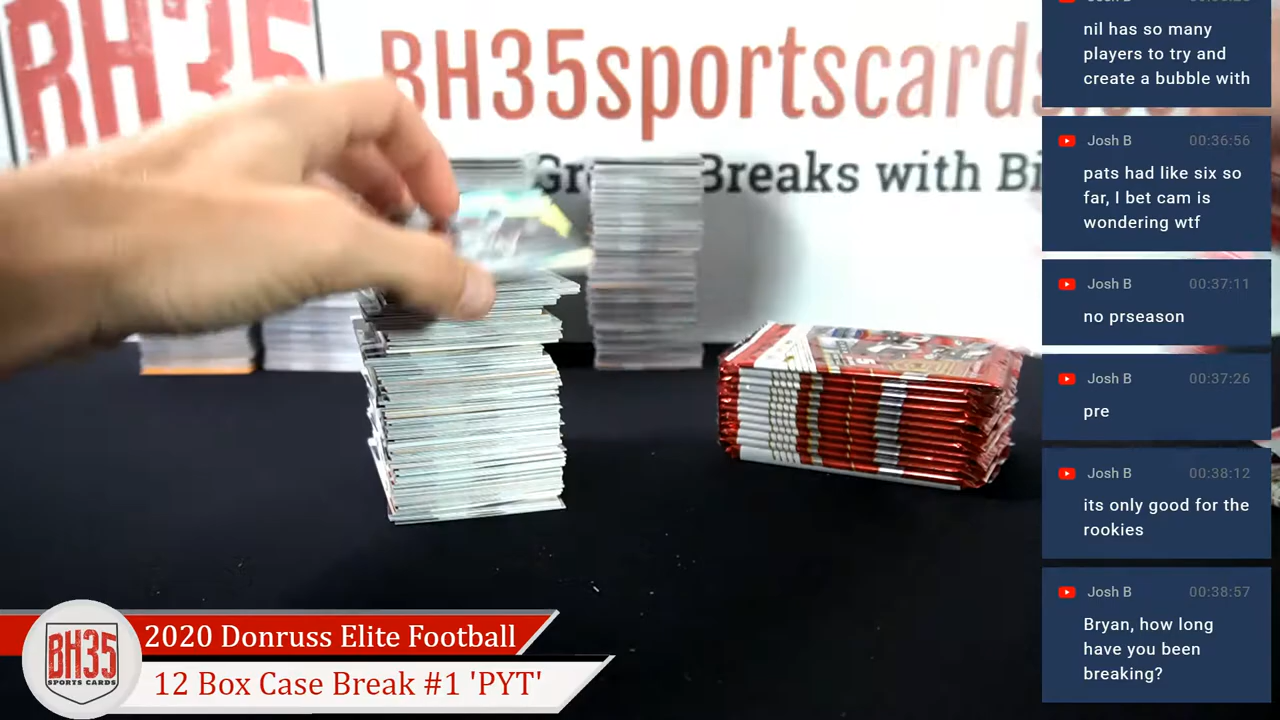 BH35
BH35sportscards
Breaks with Bi
nil has so many
players to try and
create a bubble with
Josh B 00:36:56
pats had like six so
far, I bet cam is
wondering wtf
Josh B 00:37:11
no prseason
Josh B 00:37:26
pre
Josh B 00:38:12
its only good for the
rookies
Josh B 00:38:57
Bryan, how long
have you been
breaking?
BH35
SPORTS CARDS
2020 Donruss Elite Football
12 Box Case Break #1 'PYT'